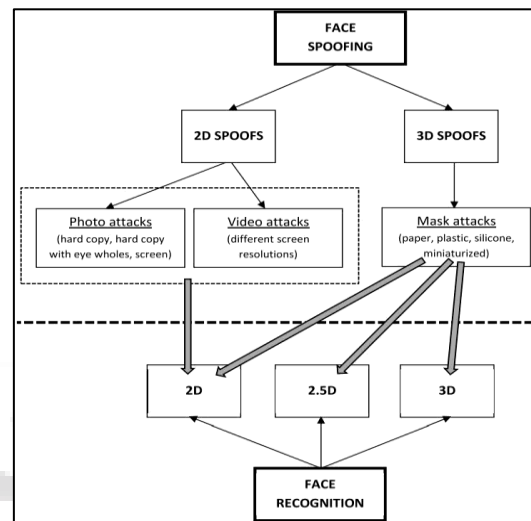 FACE
SPOOFING
2D SPOOFS
3D SPOOFS
Photo attacks
(hard copy, hard copy
with eye wholes, screen)
Video attacks
(different screen
resolutions)
Mask attacks
(paper, plastic, silicone,
miniaturized)
2D
2.5D
3D
FACE
RECOGNITION